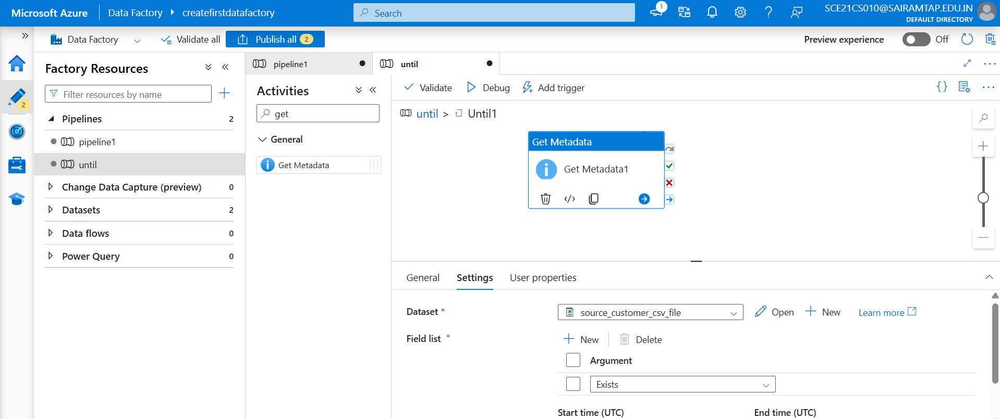 Microsoft Azure
Data Factory
createfirstdatafactory
Search
1
SCE21CS010@SAIRAMTAP.EDU.IN
DEFAULT DIRECTORY
Data Factory
Validate all
Publish all 2
Preview experience
Off
2
Factory Resources
Filter resources by name
Pipelines 2
pipeline1
until
Change Data Capture (preview) 0
Datasets 2
Data flows 0
Power Query 0
pipeline1
until
Activities
get
General
Get Metadata
Validate
Debug
Add trigger
until > Until1
Get Metadata
Get Metadata1
General
Settings
User properties
Dataset *
source_customer_csv_file
Open
New
Learn more
Field list *
New
Delete
Argument
Exists
Start time (UTC)
End time (UTC)